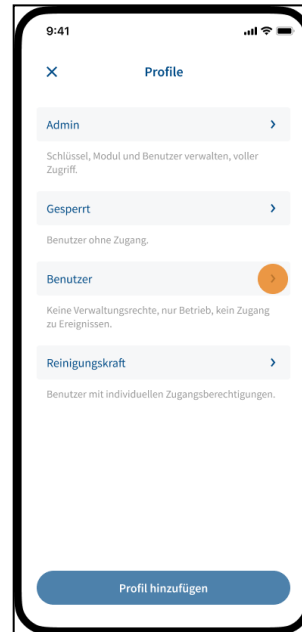 9:41
Profile
Admin
Schlüssel, Modul und Benutzer verwalten, voller
Zugriff.
Gesperrt
Benutzer ohne Zugang.
Benutzer
Keine Verwaltungsrechte, nur Betrieb, kein Zugang
zu Ereignissen.
Reinigungskraft
Benutzer mit individuellen Zugangsberechtigungen.
Profil hinzufügen